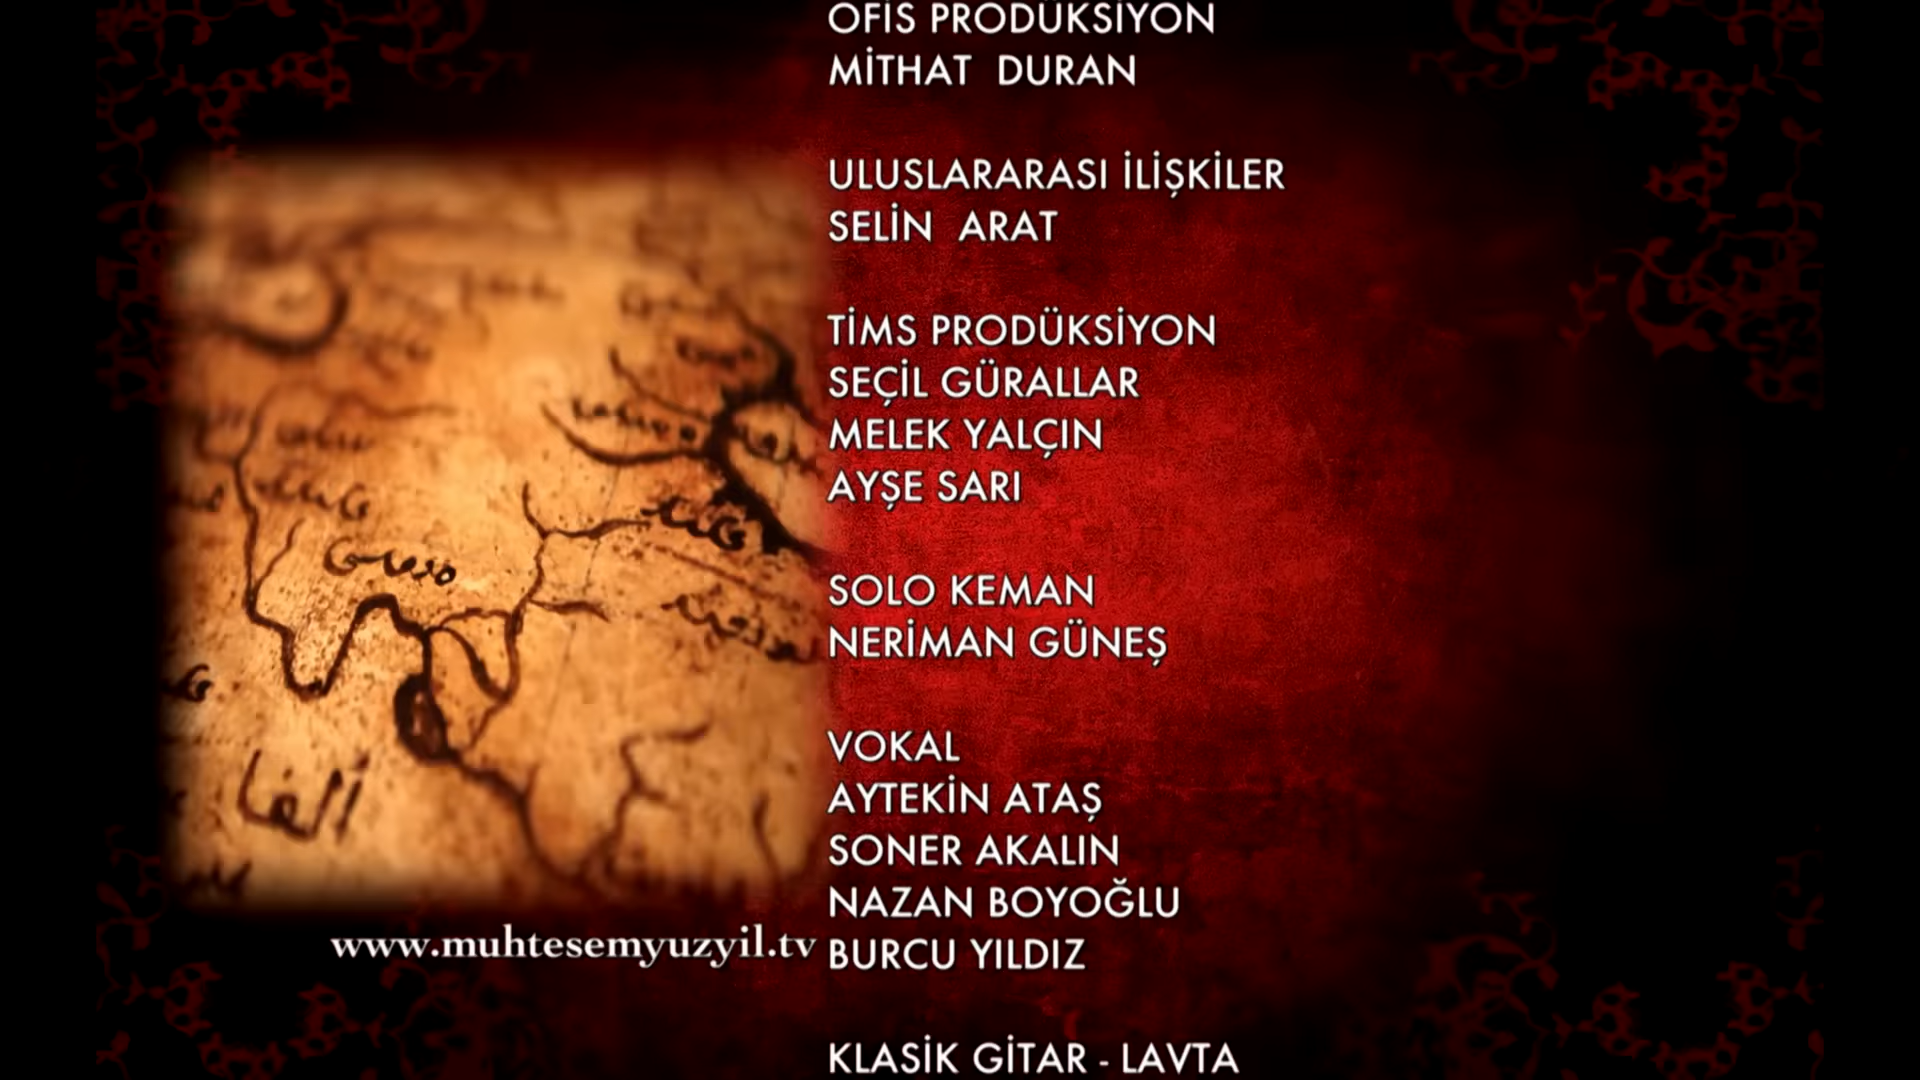 OFİS PRODÜKSİYON
MİTHAT DURAN
ULUSLARARASI İLİŞKİLER
SELİN ARAT
TİMS PRODÜKSİYON
SEÇİL GÜRALLAR
MELEK YALÇIN
AYŞE SARI
SOLO KEMAN
NERİMAN GÜNEŞ
VOKAL
AYTEKİN ATAŞ
SONER AKALIN
NAZAN BOYOĞLU
BURCU YILDIZ
www.muhtesemyuzyil.tv
KLASİK GİTAR - LAVTA